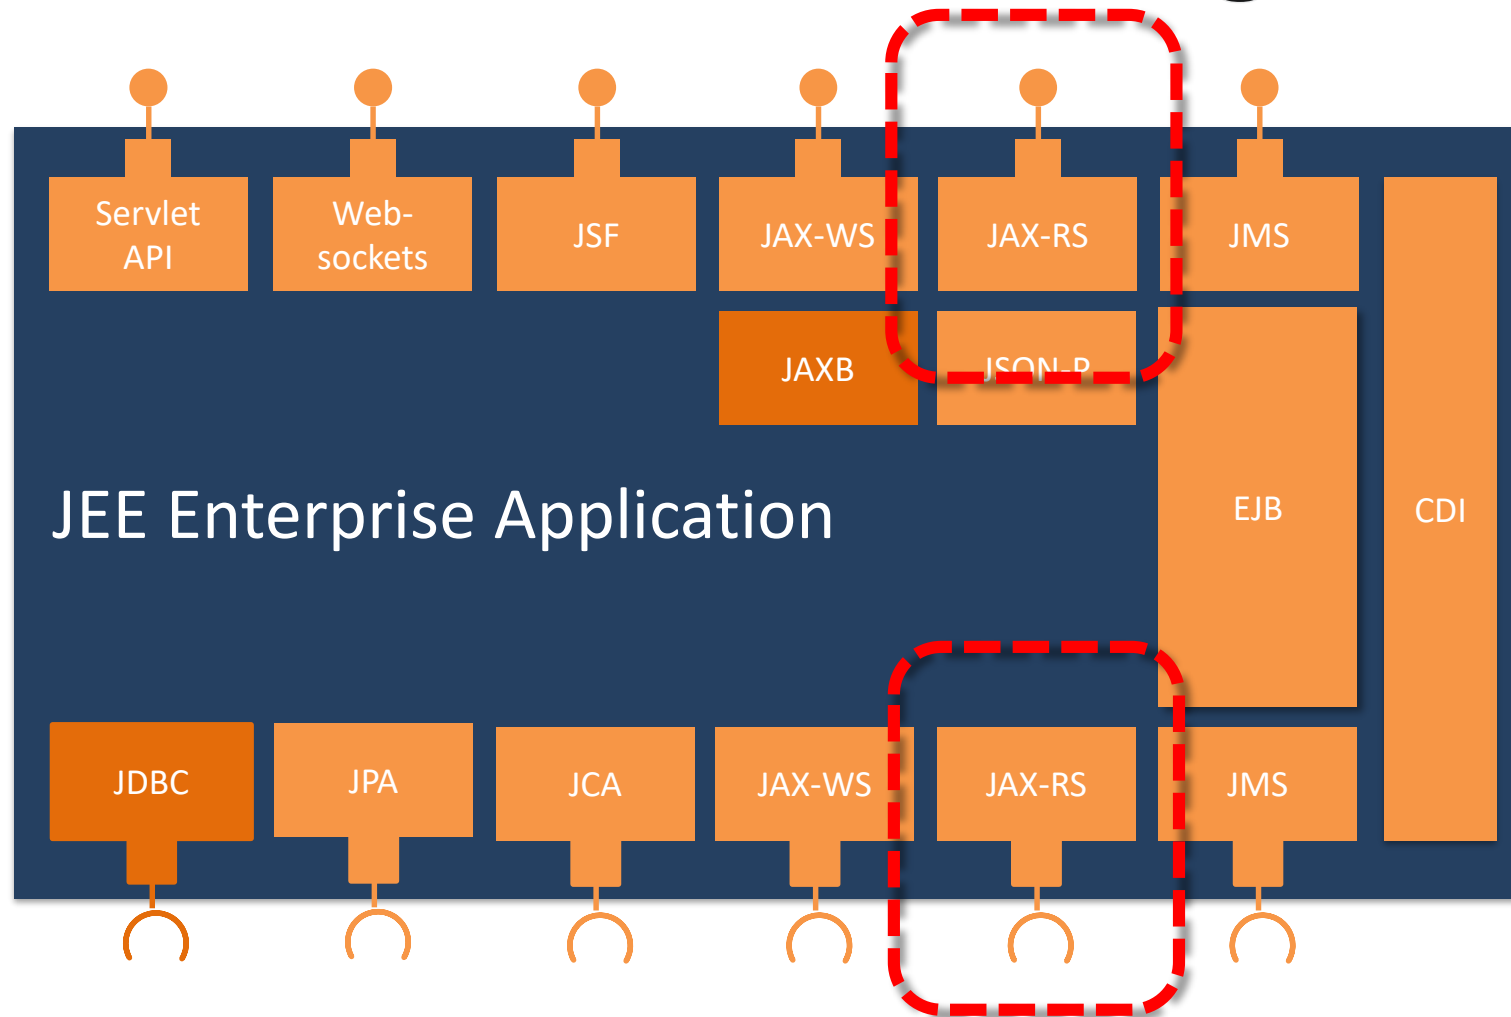 Servlet
API
Web-
sockets
JSF
JAX-WS
JAX-RS
JMS
JAXB
JSON-P
JEE Enterprise Application
EJB
CDI
JDBC
JPA
JCA
JAX-WS
JAX-RS
JMS